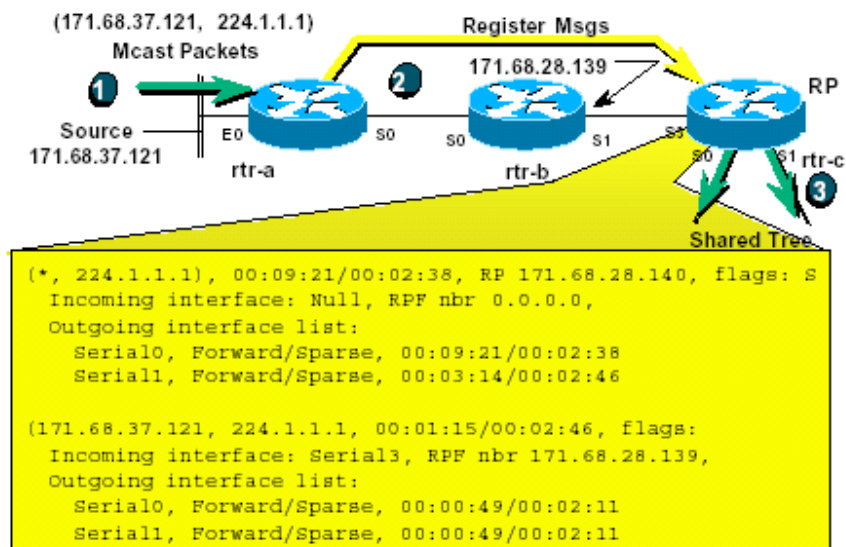 (171.68.37.121, 224.1.1.1)
Mcast Packets
Register Msgs
1
2
171.68.28.139
RP
Source
171.68.37.121
E0
S0
S0
S1
S3
S0
S1
rtr-a
rtr-b
rtr-c
3
Shared Tree
(*, 224.1.1.1), 00:09:21/00:02:38, RP 171.68.28.140, flags: S
Incoming interface: Null, RPF nbr 0.0.0.0,
Outgoing interface list:
Serial0, Forward/Sparse, 00:09:21/00:02:38
Serial1, Forward/Sparse, 00:03:14/00:02:46
(171.68.37.121, 224.1.1.1, 00:01:15/00:02:46, flags:
Incoming interface: Serial3, RPF nbr 171.68.28.139,
Outgoing interface list:
Serial0, Forward/Sparse, 00:00:49/00:02:11
Serial1, Forward/Sparse, 00:00:49/00:02:11